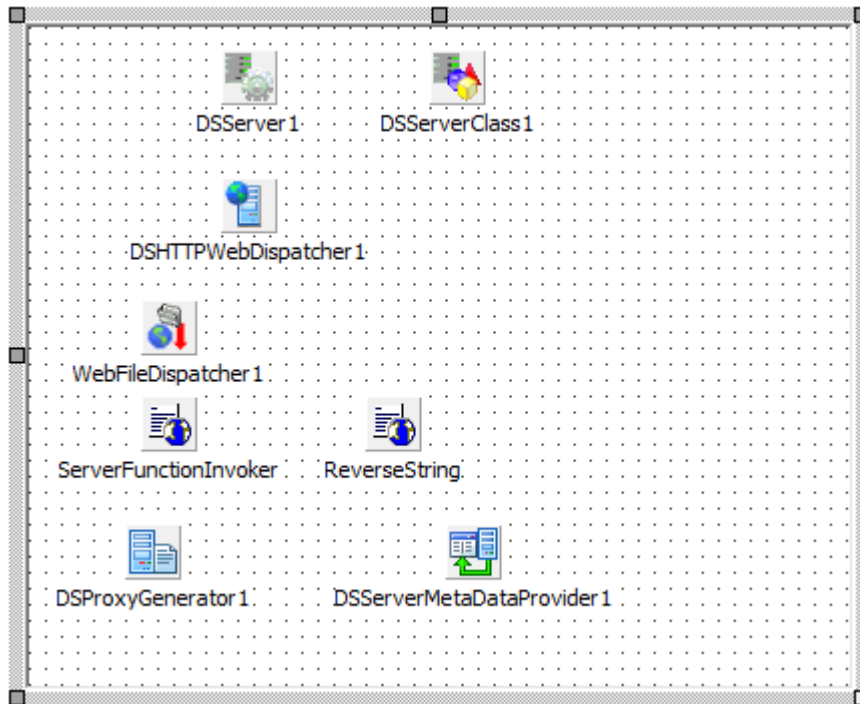 DSServer1
DSServerClass1
DSHTTPWebDispatcher1
WebFileDispatcher1
ServerFunctionInvoker
ReverseString
DSProxyGenerator1
DSServerMetaDataProvider1